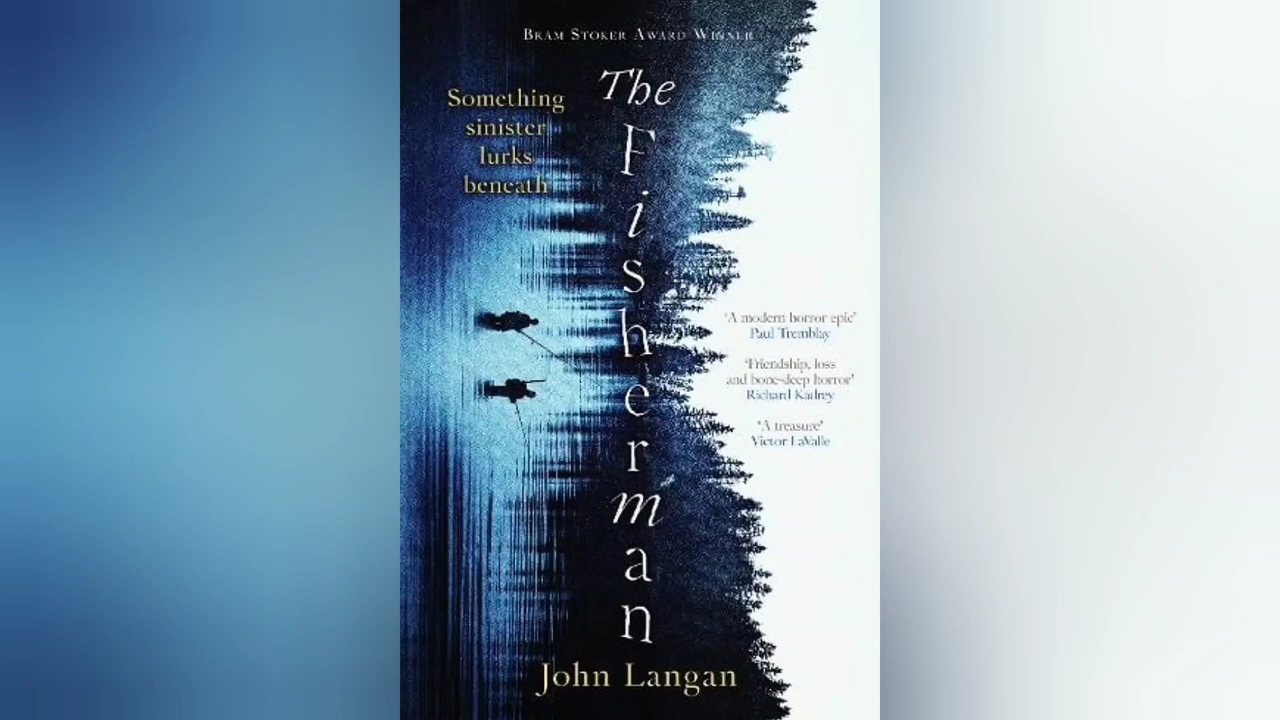 BRAM STOKER AWARD WINNER
Something
sinister
lurks
beneath
The
Fisherman
'A modern horror epic'
Paul Tremblay
'Friendship, loss
and bone-deep horror'
Richard Kadrey
'A treasure'
Victor LaValle
John Langan